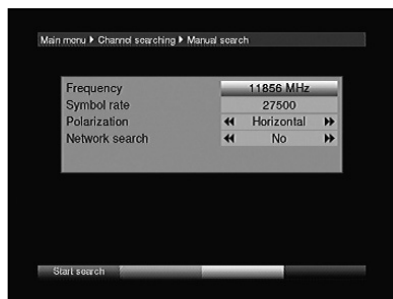 Main menu ▶ Channel searching ▶ Manual search
Frequency 11856 MHz
Symbol rate 27500
Polarization ◀◀ Horizontal ▶▶
Network search ◀◀ No ▶▶
Start search